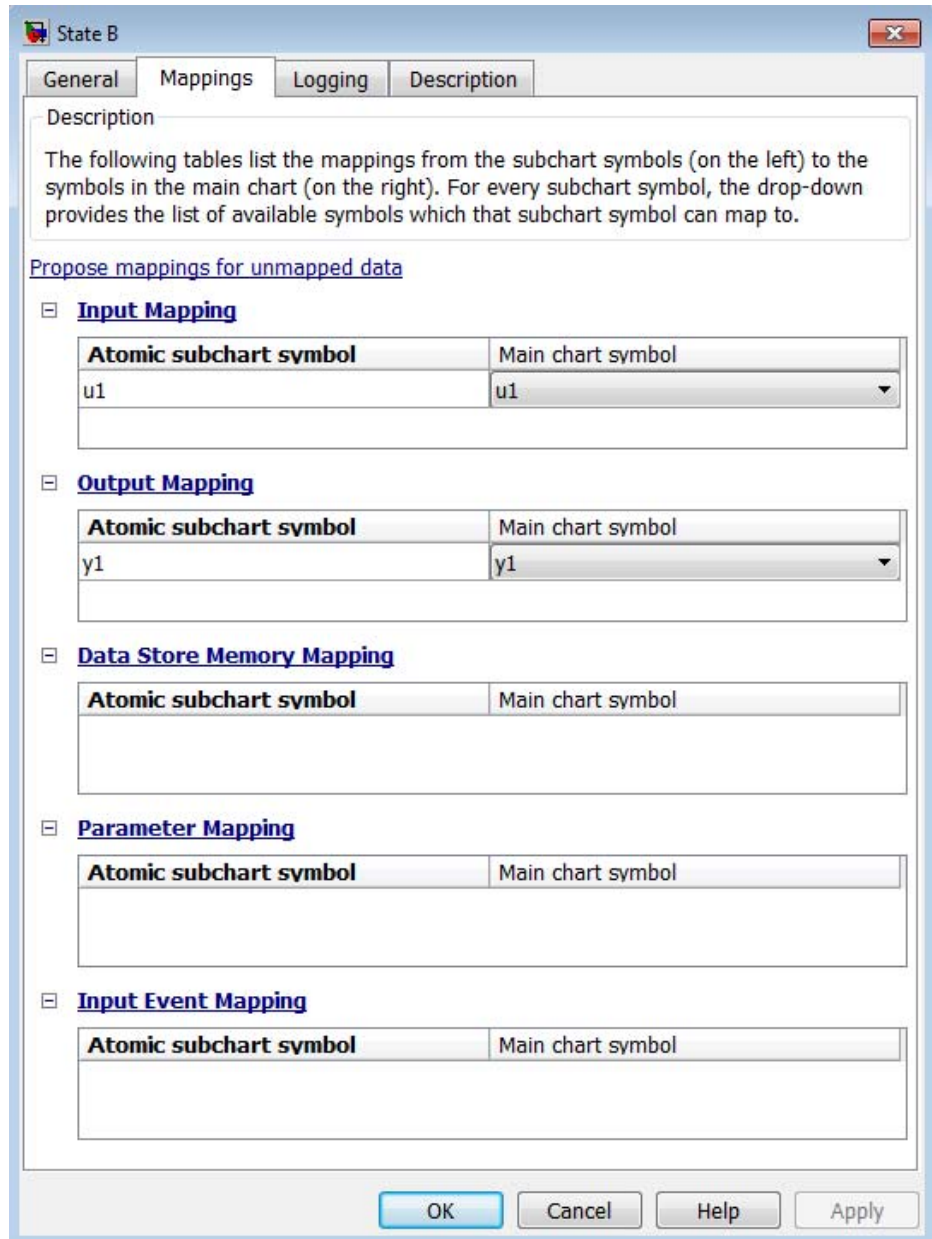 State B
General Mappings Logging Description
Description
The following tables list the mappings from the subchart symbols (on the left) to the
symbols in the main chart (on the right). For every subchart symbol, the drop-down
provides the list of available symbols which that subchart symbol can map to.
Propose mappings for unmapped data
Input Mapping
Atomic subchart symbol Main chart symbol
u1 u1
Output Mapping
Atomic subchart symbol Main chart symbol
y1 y1
Data Store Memory Mapping
Atomic subchart symbol Main chart symbol
Parameter Mapping
Atomic subchart symbol Main chart symbol
Input Event Mapping
Atomic subchart symbol Main chart symbol
OK Cancel Help Apply